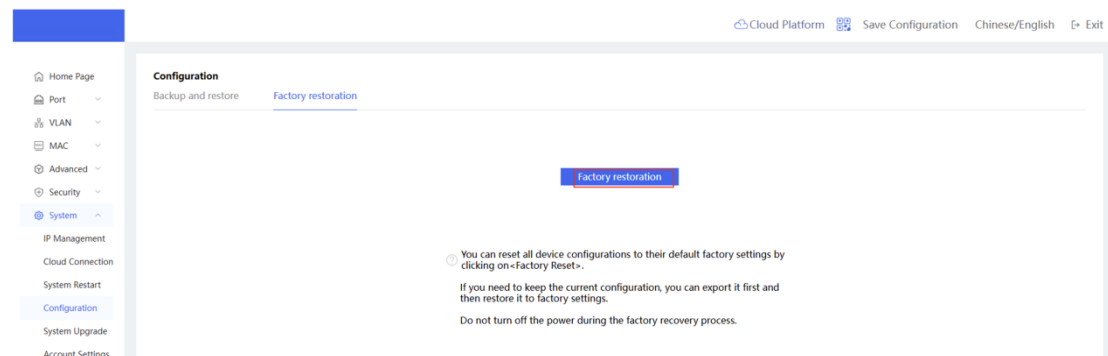 Cloud Platform Save Configuration Chinese/English Exit
Home Page
Port
VLAN
MAC
Advanced
Security
System
IP Management
Cloud Connection
System Restart
Configuration
System Upgrade
Account Settings
Configuration
Backup and restore Factory restoration
Factory restoration
You can reset all device configurations to their default factory settings by
clicking on<Factory Reset>.
If you need to keep the current configuration, you can export it first and
then restore it to factory settings.
Do not turn off the power during the factory recovery process.